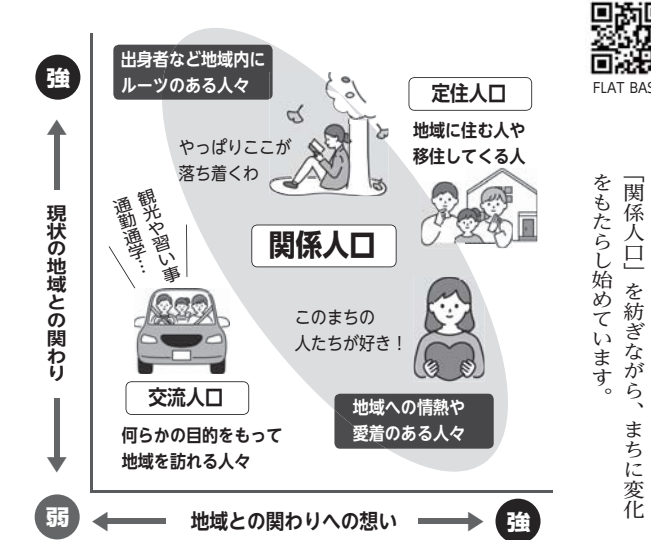 強
現状の地域との関わり
弱
出身者など地域内に
ルーツのある人々
やっぱりここが
落ち着くわ
定住人口
地域に住む人や
移住してくる人
観光や習い事
通勤通学…
関係人口
このまちの
人たちが好き！
交流人口
何らかの目的をもって
地域を訪れる人々
地域への情熱や
愛着のある人々
地域との関わりへの想い
強
FLAT BAS
「関係人口」を紡ぎながら、まちに変化
をもたらし始めています。